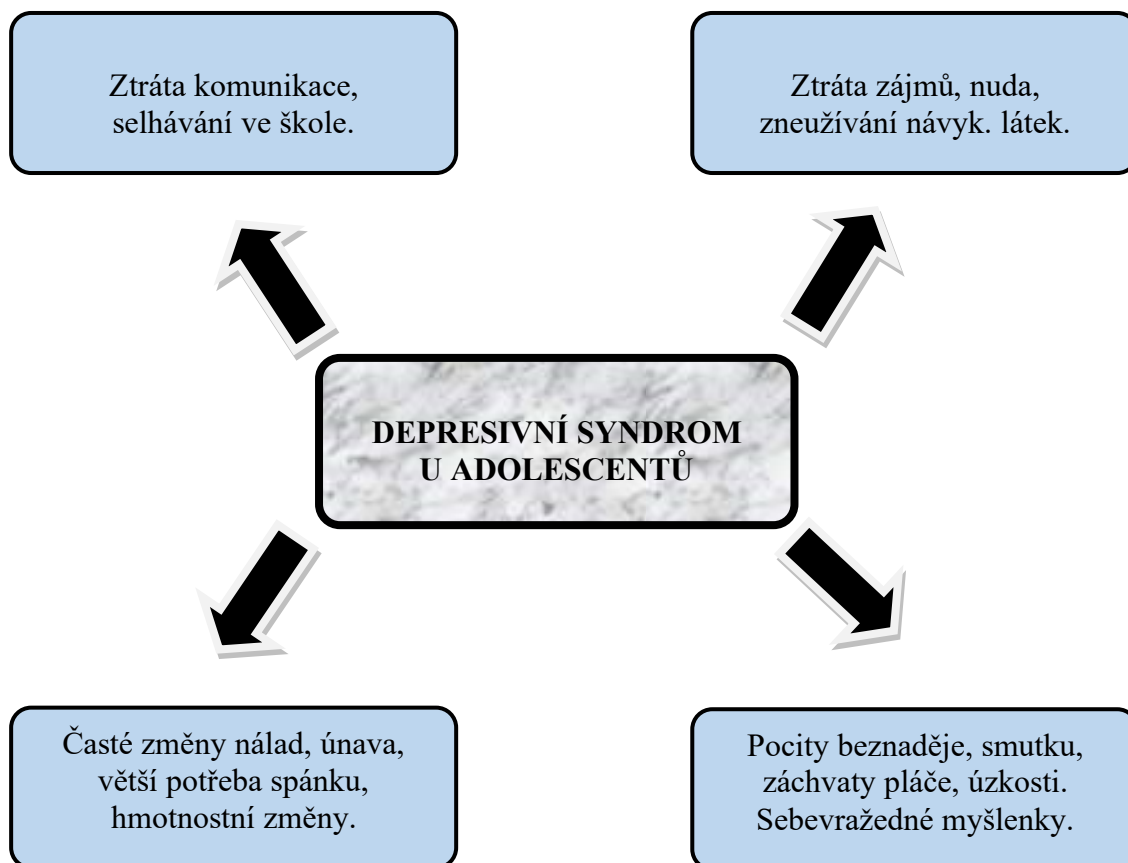 Ztráta komunikace,
selhávání ve škole.
Ztráta zájmů, nuda,
zneužívání návyk. látek.
DEPRESIVNÍ SYNDROM
U ADOLESCENTŮ
Časté změny nálad, únava,
větší potřeba spánku,
hmotnostní změny.
Pocity beznaděje, smutku,
záchvaty pláče, úzkosti.
Sebevražedné myšlenky.